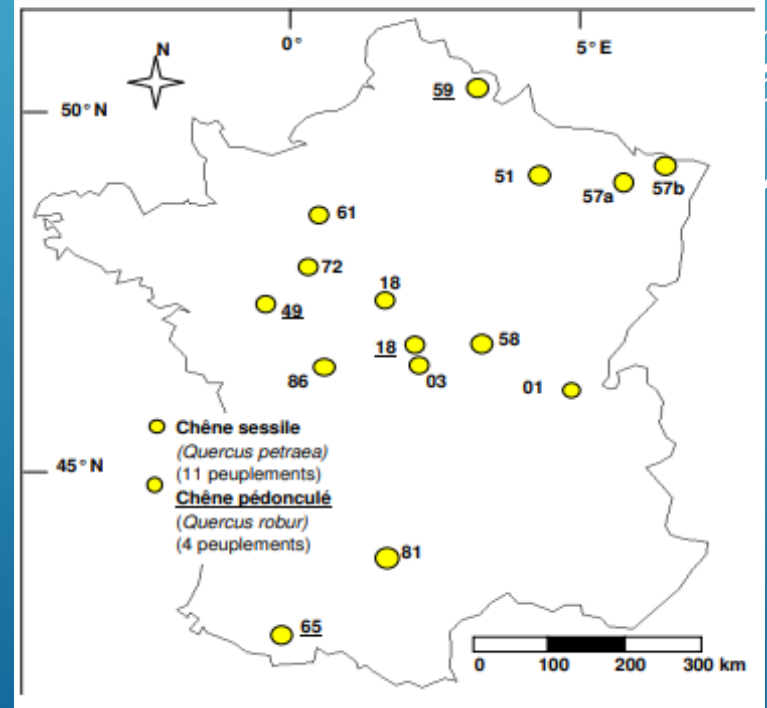 0° 5°E
N
59
50°N
51
57a 57b
61
72
18
49
18 58
86 03 01
Chêne sessile
(Quercus petraea)
45°N (11 peuplements)
Chêne pédonculé
(Quercus robur)
(4 peuplements)
81
65
0 100 200 300 km